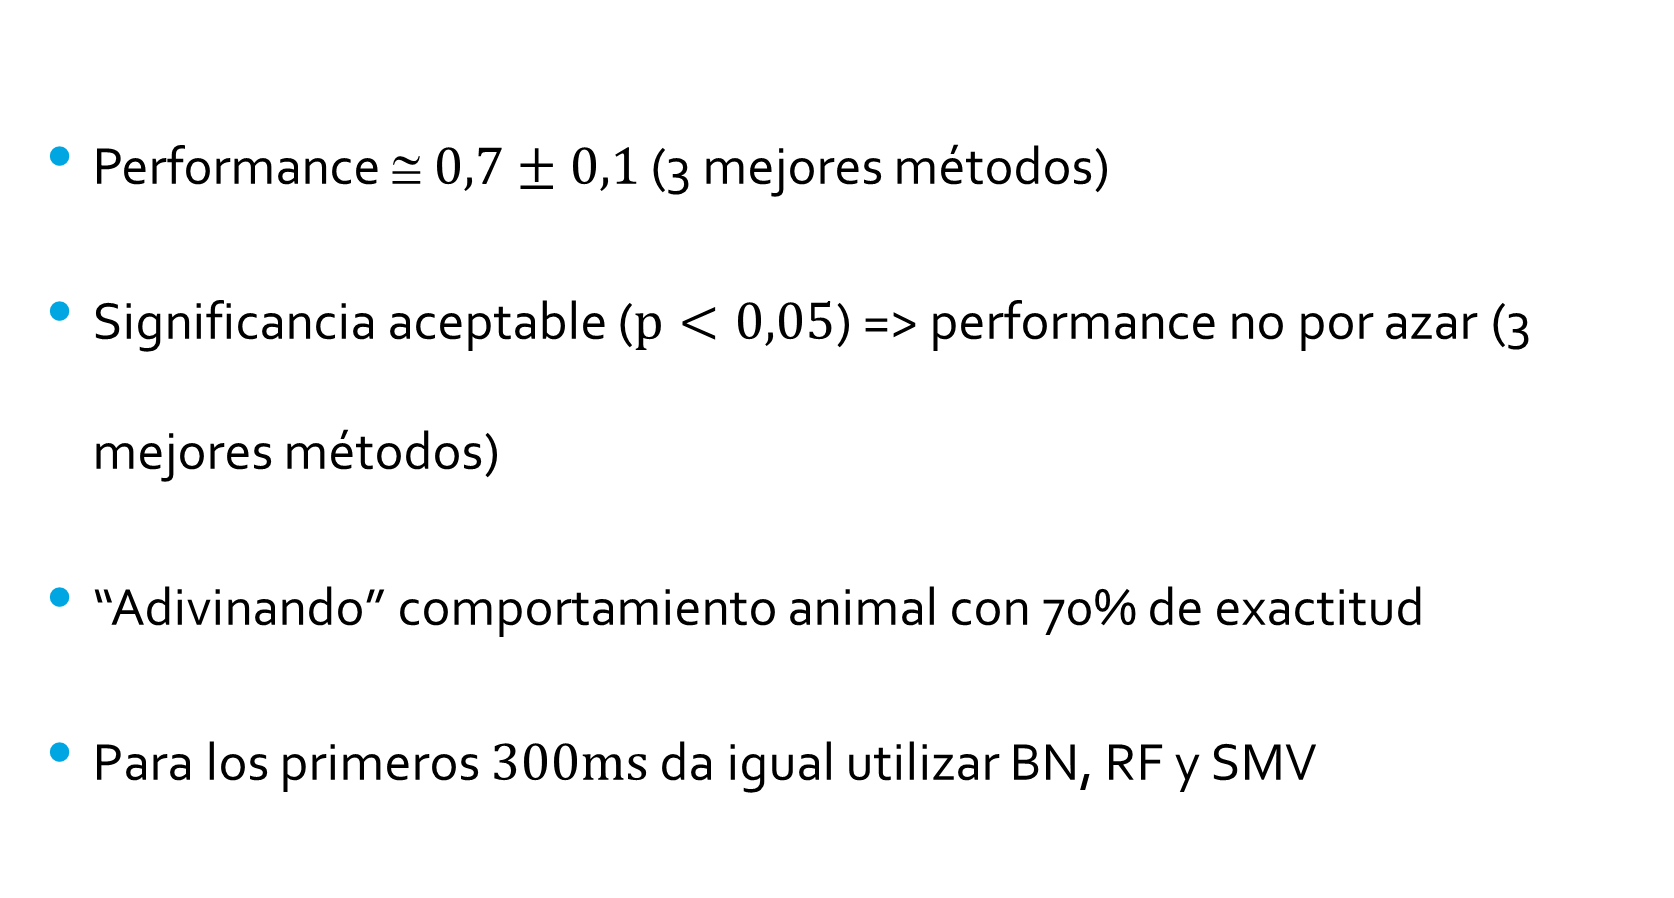 • Performance ≅ 0,7 ± 0,1 (3 mejores métodos)
• Significancia aceptable (p < 0,05) => performance no por azar (3
mejores métodos)
• “Adivinando” comportamiento animal con 70% de exactitud
• Para los primeros 300ms da igual utilizar BN, RF y SMV